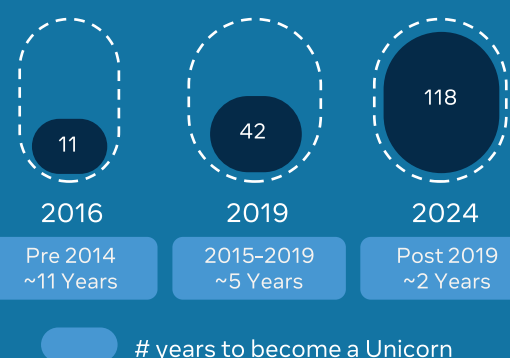 11
42
118
2016
2019
2024
Pre 2014
~11 Years
2015-2019
~5 Years
Post 2019
~2 Years
# years to become a Unicorn